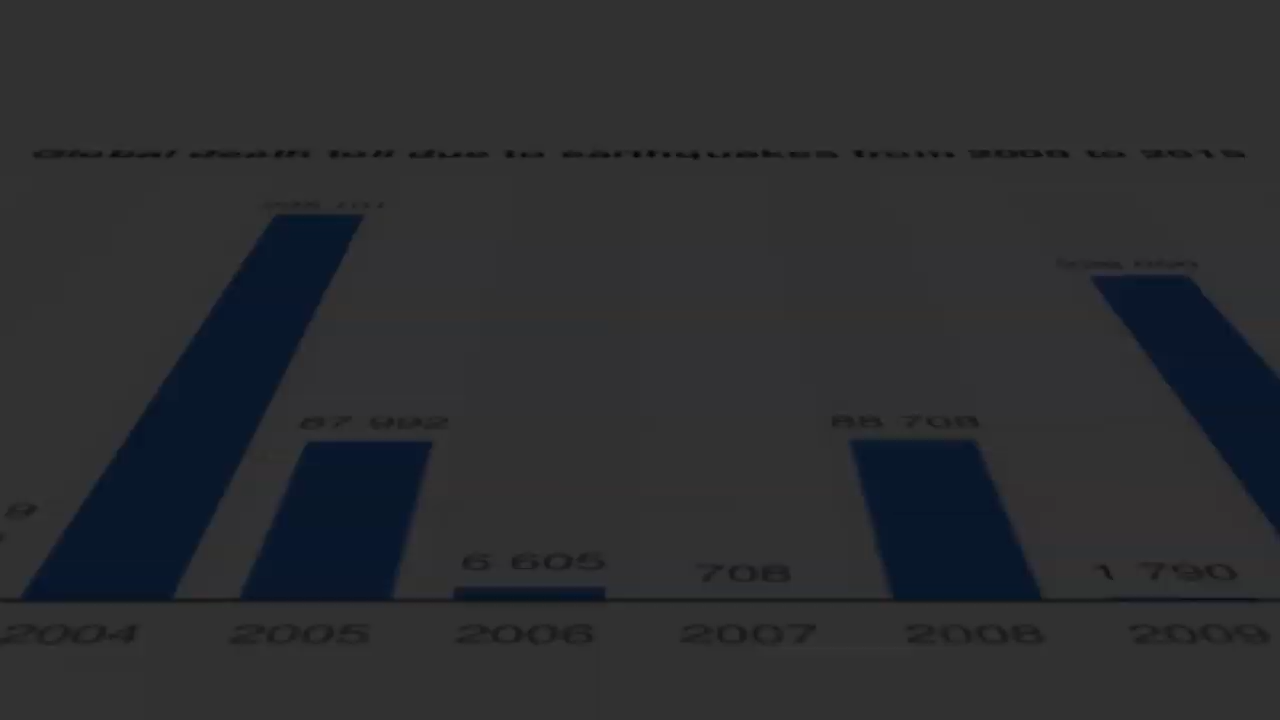 Global death toll due to earthquakes from 2000 to 2015
87 992
88 708
6 605
708
1 790
2004 2005 2006 2007 2008 2009